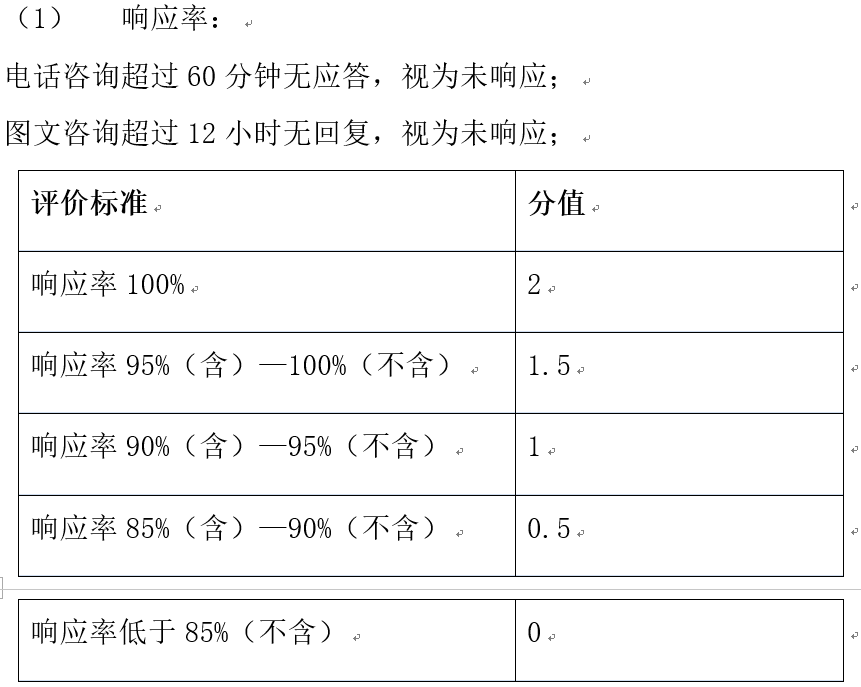 （1） 响应率：
电话咨询超过 60 分钟无应答，视为未响应；
图文咨询超过 12 小时无回复，视为未响应；
评价标准 分值
响应率 100% 2
响应率 95%（含）—100%（不含） 1.5
响应率 90%（含）—95%（不含） 1
响应率 85%（含）—90%（不含） 0.5
响应率低于 85%（不含） 0